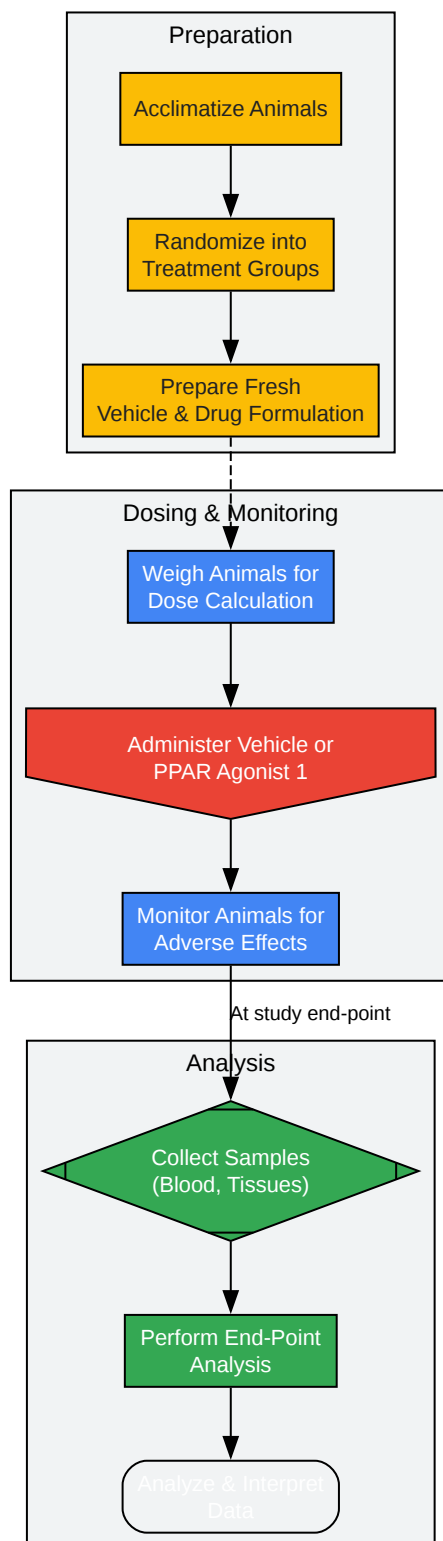 Preparation
Acclimatize Animals
Randomize into
Treatment Groups
Prepare Fresh
Vehicle & Drug Formulation
Dosing & Monitoring
Weigh Animals for
Dose Calculation
Administer Vehicle or
PPAR Agonist 1
Monitor Animals for
Adverse Effects
At study end-point
Analysis
Collect Samples
(Blood, Tissues)
Perform End-Point
Analysis
Analyze & Interpret
Data